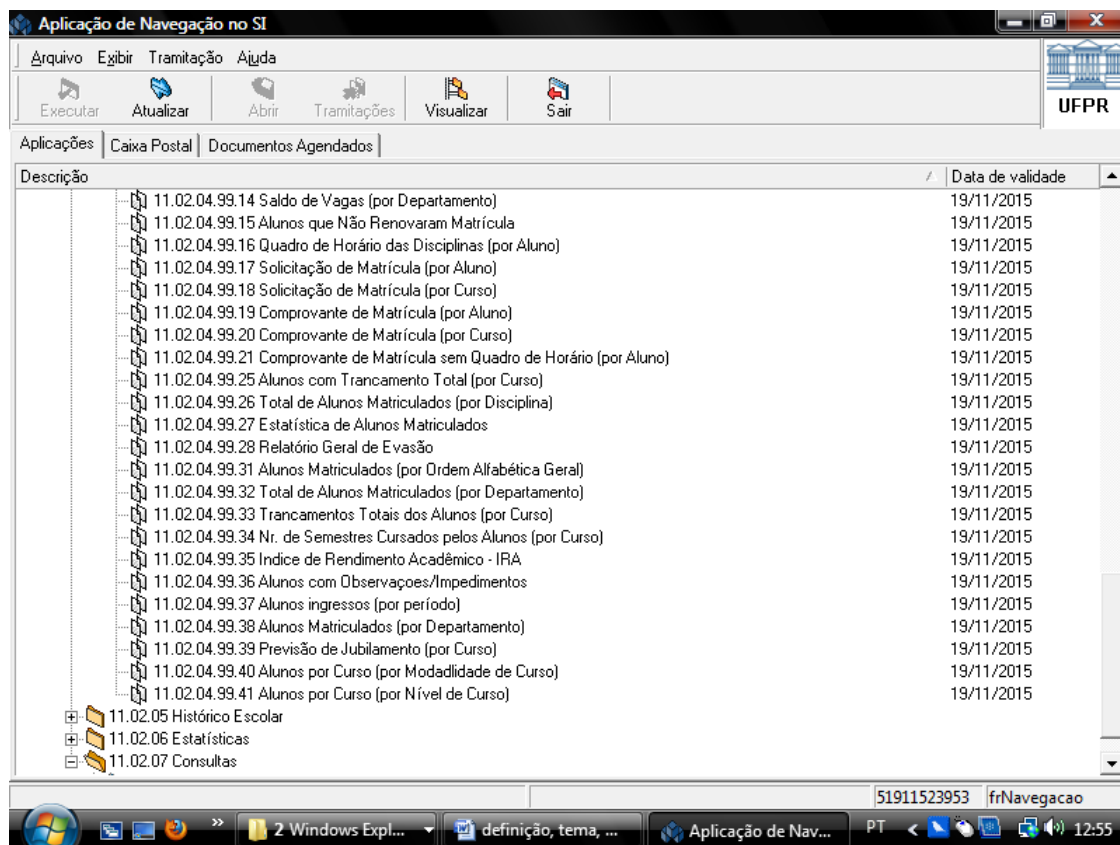 Aplicação de Navegação no SI
Arquivo Exibir Tramitação Ajuda
Executar Atualizar Abrir Tramitações Visualizar Sair
UFPR
Aplicações Caixa Postal Documentos Agendados
Descrição Data de validade
11.02.04.99.14 Saldo de Vagas (por Departamento) 19/11/2015
11.02.04.99.15 Alunos que Não Renovaram Matrícula 19/11/2015
11.02.04.99.16 Quadro de Horário das Disciplinas (por Aluno) 19/11/2015
11.02.04.99.17 Solicitação de Matrícula (por Aluno) 19/11/2015
11.02.04.99.18 Solicitação de Matrícula (por Curso) 19/11/2015
11.02.04.99.19 Comprovante de Matrícula (por Aluno) 19/11/2015
11.02.04.99.20 Comprovante de Matrícula (por Curso) 19/11/2015
11.02.04.99.21 Comprovante de Matrícula sem Quadro de Horário (por Aluno) 19/11/2015
11.02.04.99.25 Alunos com Trancamento Total (por Curso) 19/11/2015
11.02.04.99.26 Total de Alunos Matriculados (por Disciplina) 19/11/2015
11.02.04.99.27 Estatística de Alunos Matriculados 19/11/2015
11.02.04.99.28 Relatório Geral de Evasão 19/11/2015
11.02.04.99.31 Alunos Matriculados (por Ordem Alfabética Geral) 19/11/2015
11.02.04.99.32 Total de Alunos Matriculados (por Departamento) 19/11/2015
11.02.04.99.33 Trancamentos Totais dos Alunos (por Curso) 19/11/2015
11.02.04.99.34 Nr. de Semestres Cursados pelos Alunos (por Curso) 19/11/2015
11.02.04.99.35 Indice de Rendimento Acadêmico - IRA 19/11/2015
11.02.04.99.36 Alunos com Observaçoes/Impedimentos 19/11/2015
11.02.04.99.37 Alunos ingressos (por período) 19/11/2015
11.02.04.99.38 Alunos Matriculados (por Departamento) 19/11/2015
11.02.04.99.39 Previsão de Jubilamento (por Curso) 19/11/2015
11.02.04.99.40 Alunos por Curso (por Modadlidade de Curso) 19/11/2015
11.02.04.99.41 Alunos por Curso (por Nível de Curso) 19/11/2015
11.02.05 Histórico Escolar
11.02.06 Estatísticas
11.02.07 Consultas
51911523953 frNavegacao
2 Windows Expl... definição, tema, ... Aplicação de Nav... PT 12:55